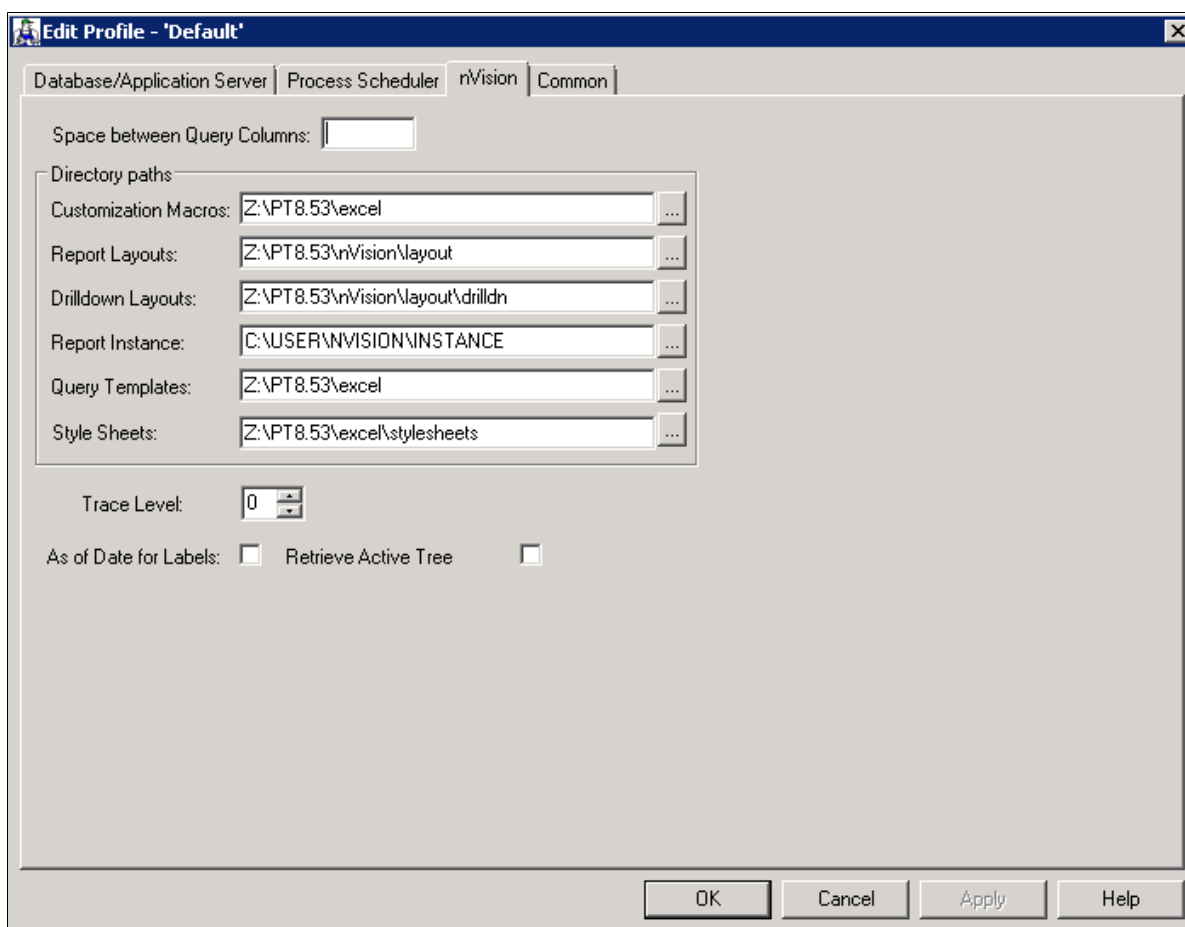 Edit Profile - 'Default'
Database/Application Server Process Scheduler nVision Common
Space between Query Columns:
Directory paths
Customization Macros: Z:\PT8.53\excel ...
Report Layouts: Z:\PT8.53\nVision\layout ...
Drilldown Layouts: Z:\PT8.53\nVision\layout\drilldn ...
Report Instance: C:\USER\NVISION\INSTANCE ...
Query Templates: Z:\PT8.53\excel ...
Style Sheets: Z:\PT8.53\excel\stylesheets ...
Trace Level: 0
As of Date for Labels: Retrieve Active Tree
OK Cancel Apply Help